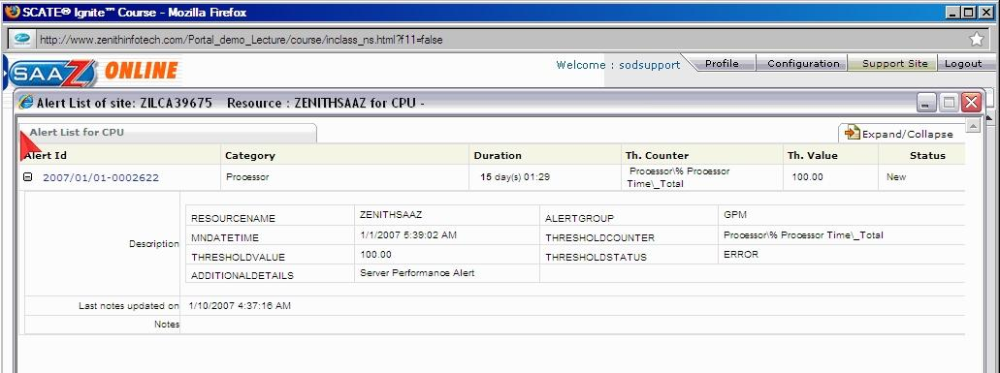 SCATE® Ignite™ Course - Mozilla Firefox
http://www.zenithinfotech.com/Portal_demo_Lecture/course/inclass_ns.html?f11=false
SAAZ ONLINE
Welcome : sodsupport
Profile Configuration Support Site Logout
Alert List of site: ZILCA39675 Resource : ZENITHSAAZ for CPU -
Alert List for CPU
Expand/Collapse
Alert Id Category Duration Th. Counter Th. Value Status
2007/01/01-0002622 Processor 15 day(s) 01:29 Processor\% Processor Time\_Total 100.00 New
Description
RESOURCENAME ZENITHSAAZ ALERTGROUP GPM
MNDATETIME 1/1/2007 5:39:02 AM THRESHOLDCOUNTER Processor\% Processor Time\_Total
THRESHOLDVALUE 100.00 THRESHOLDSTATUS ERROR
ADDITIONALDETAILS Server Performance Alert
Last notes updated on 1/10/2007 4:37:16 AM
Notes